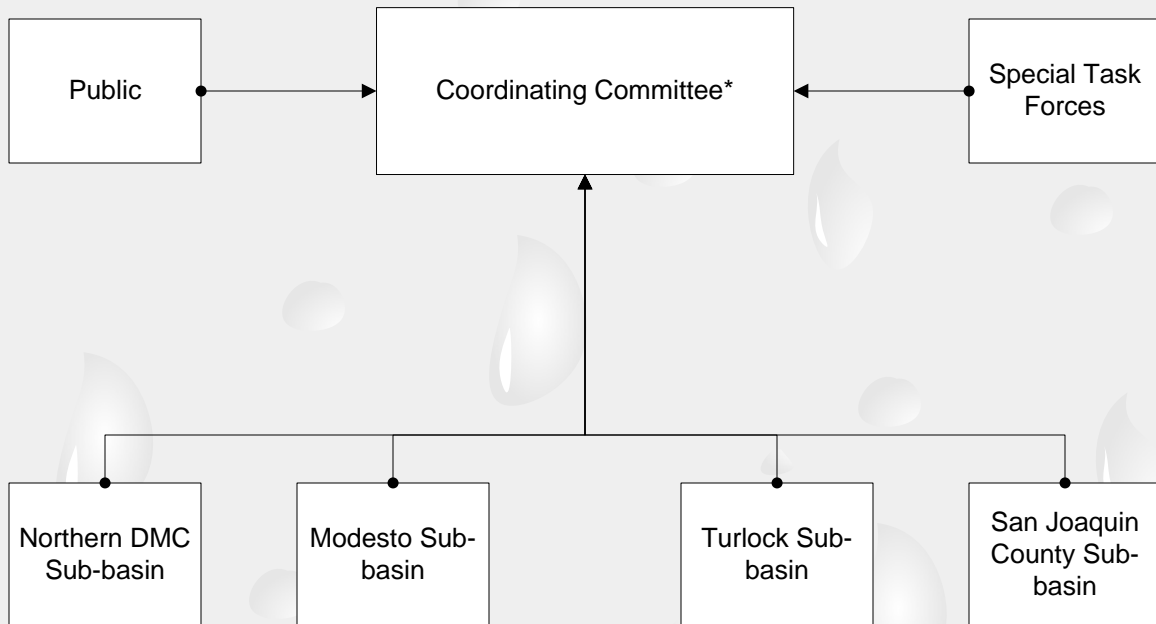 Public
Coordinating Committee*
Special Task
Forces
Northern DMC
Sub-basin
Modesto Sub-
basin
Turlock Sub-
basin
San Joaquin
County Sub-
basin